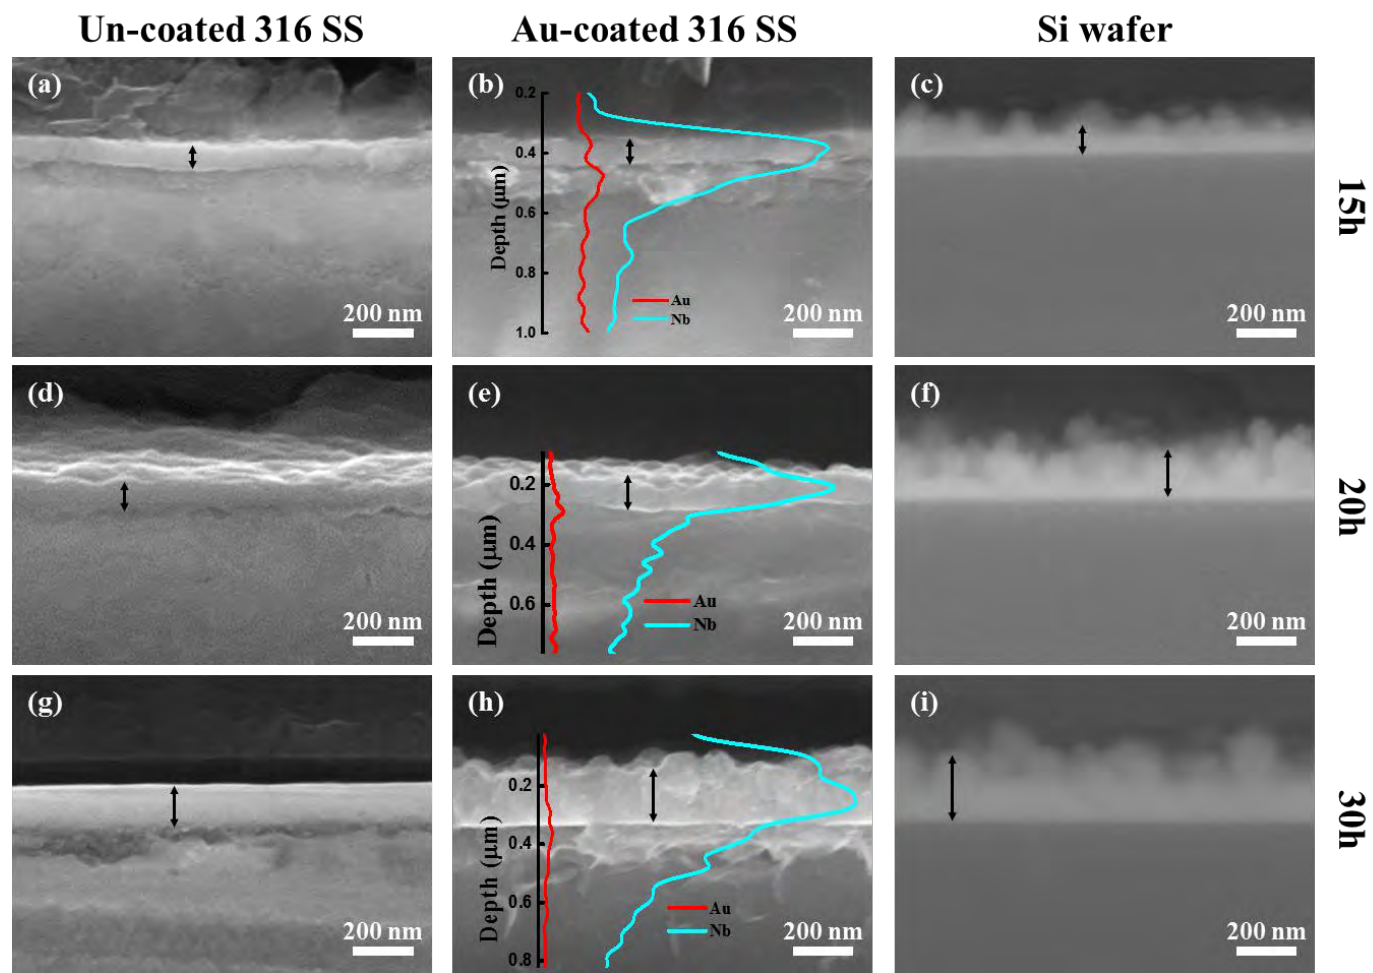 Un-coated 316 SS
Au-coated 316 SS
Si wafer
(a)
200 nm
(b)
0.2
0.4
0.6
0.8
1.0
Depth (μm)
Au
Nb
200 nm
(c)
200 nm
15h
(d)
200 nm
(e)
0.2
0.4
0.6
Depth (μm)
Au
Nb
200 nm
(f)
200 nm
20h
(g)
200 nm
(h)
0.2
0.4
0.6
0.8
Depth (μm)
Au
Nb
200 nm
(i)
200 nm
30h